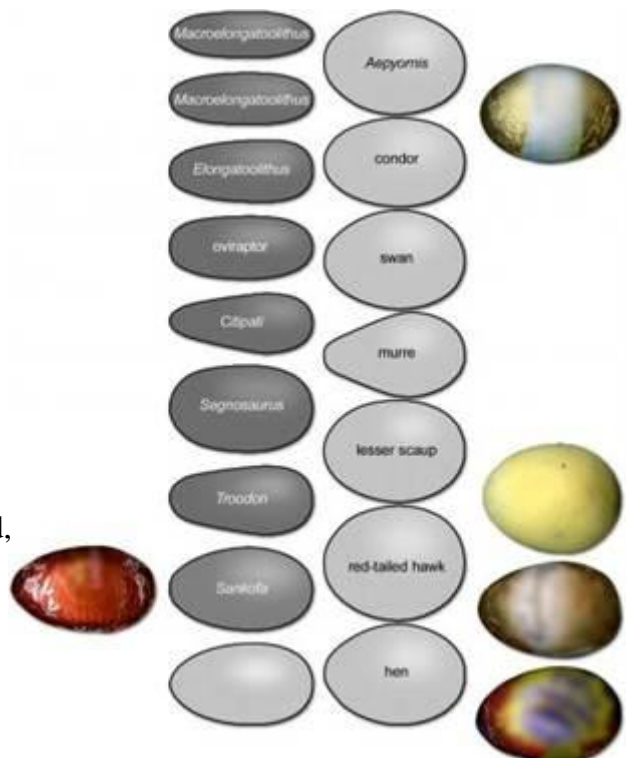 Macroelongatoolithus
Macroelongatoolithus
Elongatoolithus
oviraptor
Citipati
Segnosaurus
Troodon
Sankofa
Aepyornis
condor
swan
murre
lesser scaup
red-tailed hawk
hen